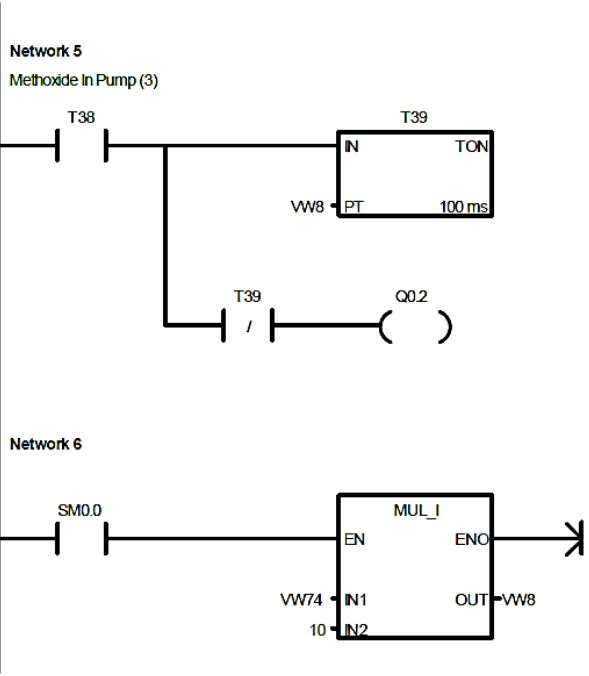 Network 5
Methoxide In Pump (3)
T38
T39
IN TON
VW8 PT 100 ms
T39 Q0.2
/
Network 6
SM0.0
MUL_I
EN ENO
VW74 IN1 OUT VW8
10 IN2